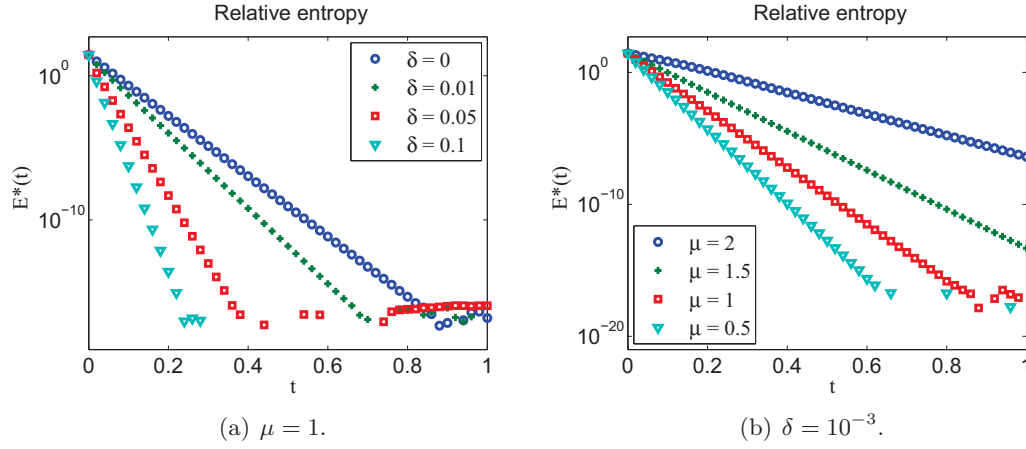 Relative entropy
10^0
10^{-10}
E*(t)
δ = 0
δ = 0.01
δ = 0.05
δ = 0.1
0 0.2 0.4 0.6 0.8 1
t
(a) μ = 1.
Relative entropy
10^0
10^{-10}
10^{-20}
E*(t)
μ = 2
μ = 1.5
μ = 1
μ = 0.5
0 0.2 0.4 0.6 0.8 1
t
(b) δ = 10^{-3}.